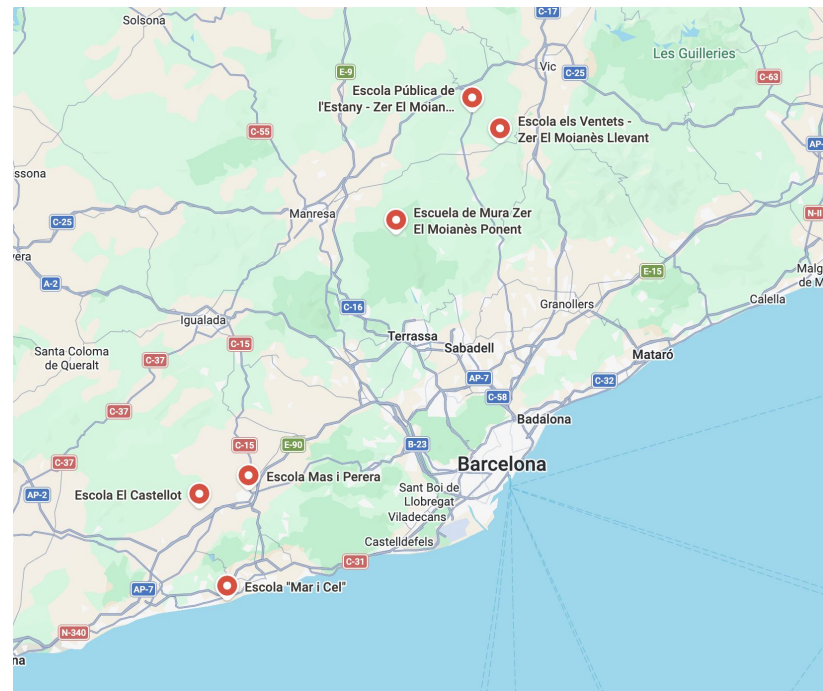 C-17
Solsona
Les Guilleries
Vic
E-9
C-25
C-63
Escola Pública de
l'Estany - Zer El Moian...
Escola els Ventets -
Zer El Moianès Llevant
C-55
AP-
ssona
Manresa
Escuela de Mura Zer
El Moianès Ponent
N-II
C-25
vera
E-15
Malg
de M
A-2
Calella
C-16
Granollers
Igualada
Terrassa
Sabadell
C-15
Mataró
Santa Coloma
de Queralt
C-37
AP-7
C-32
C-58
C-37
Badalona
C-15
E-90
B-23
C-37
Barcelona
Escola Mas i Perera
AP-2
Escola El Castellot
Sant Boi de
Llobregat
Viladecans
Castelldefels
C-31
AP-7
Escola "Mar i Cel"
N-340
na